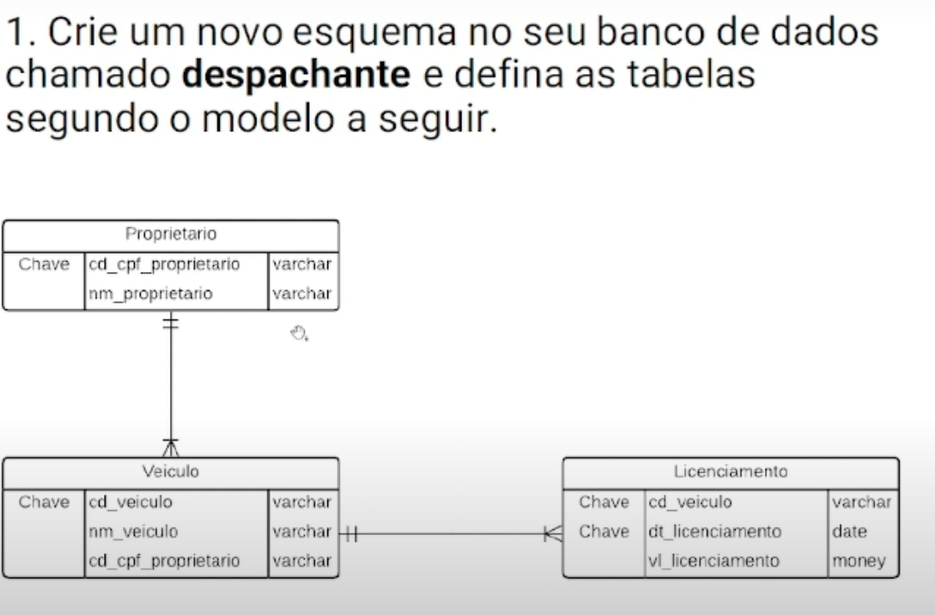 1. Crie um novo esquema no seu banco de dados
chamado despachante e defina as tabelas
segundo o modelo a seguir.
Proprietario
Chave cd_cpf_proprietario varchar
nm_proprietario varchar
Veiculo
Chave cd_veiculo varchar
nm_veiculo varchar
cd_cpf_proprietario varchar
Licenciamento
Chave cd_veiculo varchar
Chave dt_licenciamento date
vl_licenciamento money